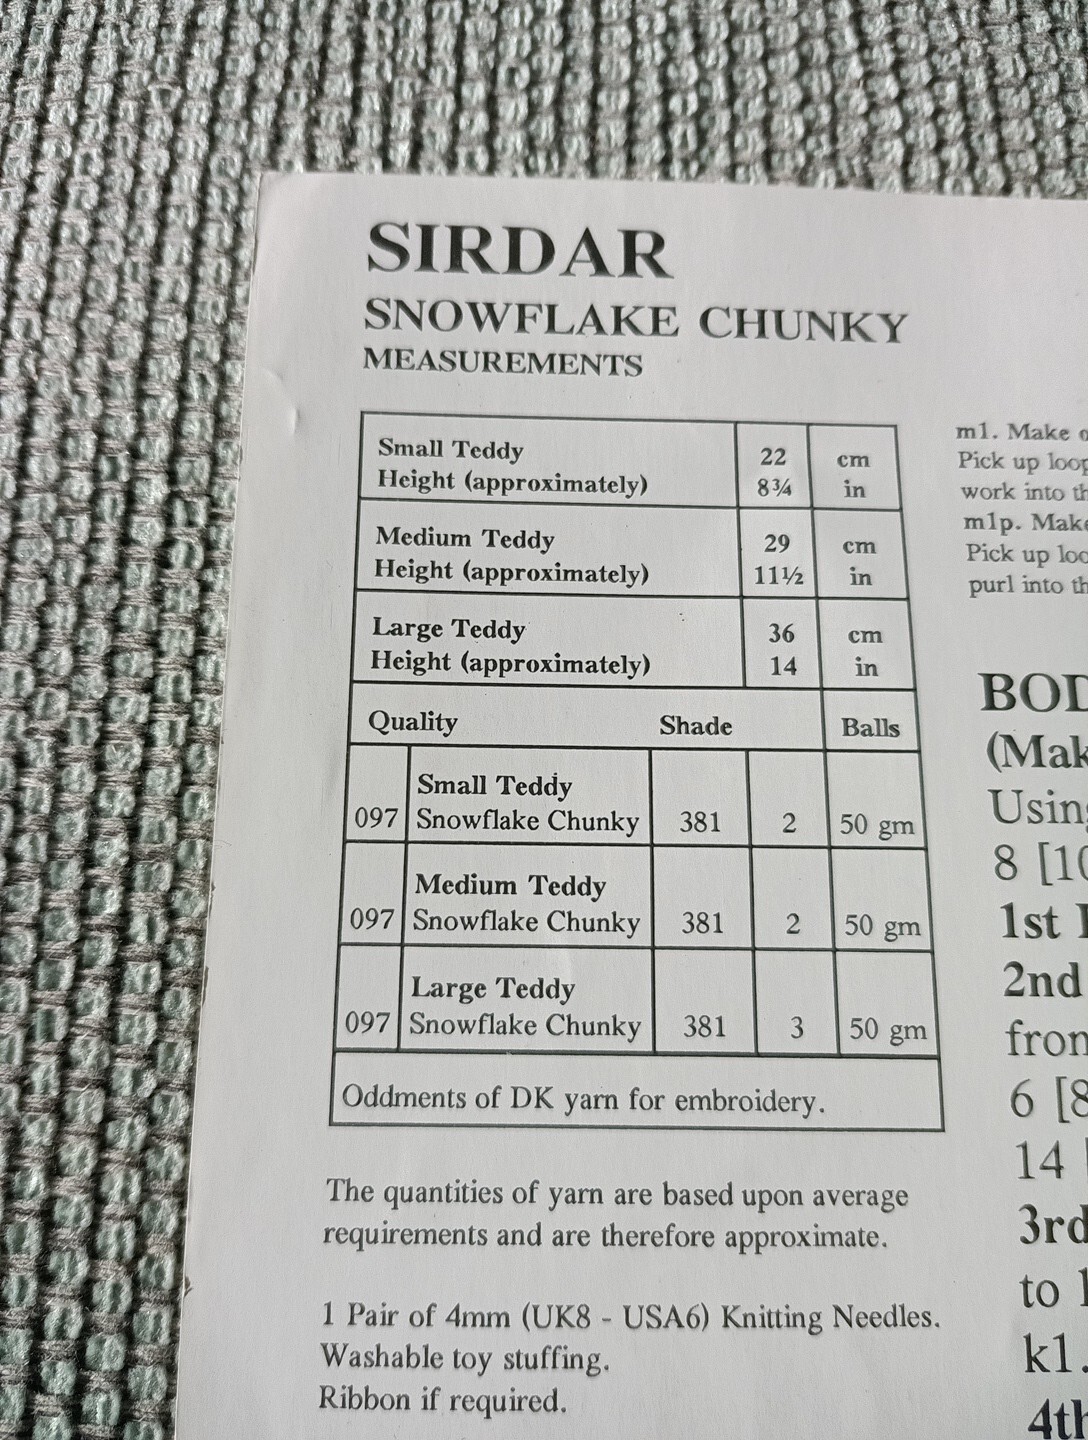 SIRDAR
SNOWFLAKE CHUNKY
MEASUREMENTS
Small Teddy 22 cm
Height (approximately) 8¾ in
Medium Teddy 29 cm
Height (approximately) 11½ in
Large Teddy 36 cm
Height (approximately) 14 in
Quality Shade Balls
Small Teddy
097 Snowflake Chunky 381 2 50 gm
Medium Teddy
097 Snowflake Chunky 381 2 50 gm
Large Teddy
097 Snowflake Chunky 381 3 50 gm
Oddments of DK yarn for embroidery.
The quantities of yarn are based upon average
requirements and are therefore approximate.
1 Pair of 4mm (UK8 - USA6) Knitting Needles.
Washable toy stuffing.
Ribbon if required.
m1. Make
Pick up
work into
m1p.
Pick up
purl into
8
1st
2nd
6
14
3rd
to
k1.